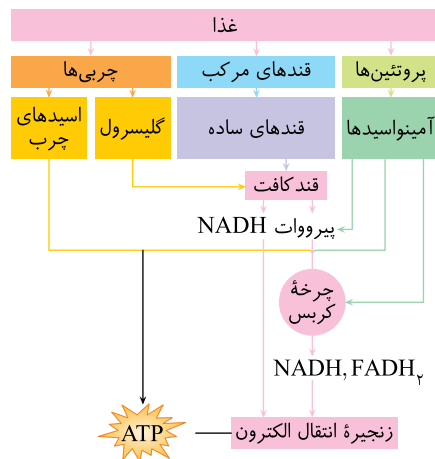 غذا
پروتئین‌ها
قندهای مرکب
چربی‌ها
آمینواسیدها
قندهای ساده
گلیسرول
اسیدهای
چرب
قندکافت
پیرووات NADH
چرخهٔ
کربس
NADH, FADH۲
زنجیرهٔ انتقال الکترون
ATP